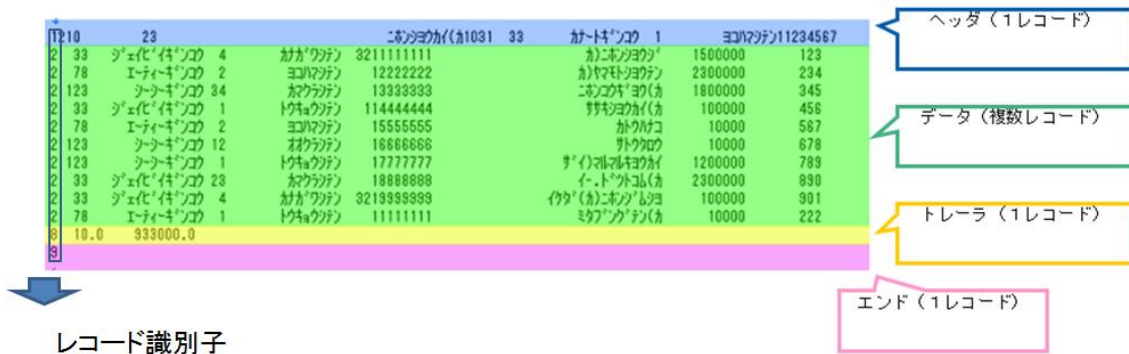 1210 23 ニホンシヨウカイ(カ1031 33 カナートギンコウ 1 ヨコハマシテン11234567
2 33 ジェイピイギンコウ 4 カナガワシテン 3211111111 カ)ニホンシヨウジ 1500000 123
2 78 エーティーギンコウ 2 ヨコハマシテン 12222222 カ)ヤマモトシヨウテン 2300000 234
2 123 シーシーギンコウ 34 カマクラシテン 13333333 ニホンコウギヨウ(カ 1800000 345
2 33 ジェイピイギンコウ 1 トウキョウシテン 114444444 ササキシヨウカイ(カ 100000 456
2 78 エーティーギンコウ 2 ヨコハマシテン 15555555 カトウハナコ 10000 567
2 123 シーシーギンコウ 12 オオクラシテン 16666666 サトウタロウ 10000 678
2 123 シーシーギンコウ 1 トウキョウシテン 17777777 ザイ)マルマルキヨウカイ 1200000 789
2 33 ジェイピイギンコウ 23 カマクラシテン 18888888 イー.ドツトコム(カ 2300000 890
2 33 ジェイピイギンコウ 4 カナガワシテン 3219999999 イケダ(カ)ニホンジムシヨ 100000 901
2 78 エーティーギンコウ 1 トウキョウシテン 11111111 ミタブングテン(カ 10000 222
8 10.0 933000.0
9
ヘッダ（1レコード）
データ（複数レコード）
トレーラ（1レコード）
エンド（1レコード）
レコード識別子